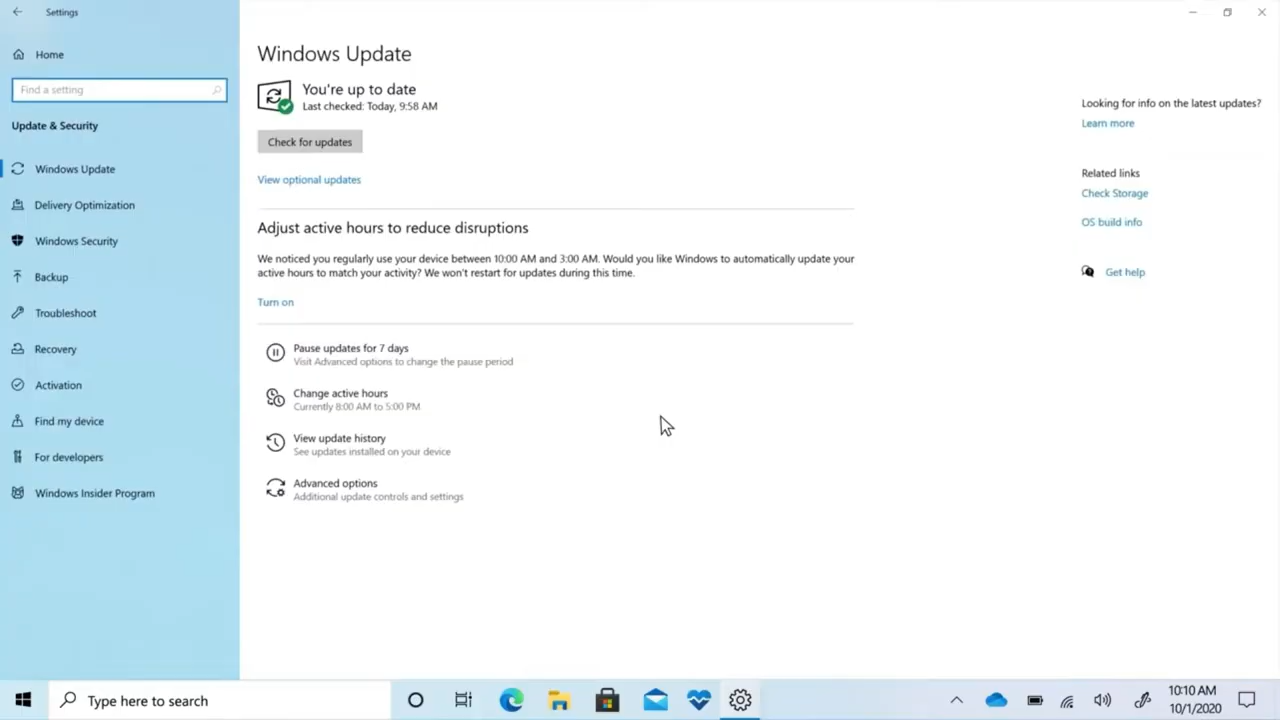 Settings
Home
Find a setting
Update & Security
Windows Update
Delivery Optimization
Windows Security
Backup
Troubleshoot
Recovery
Activation
Find my device
For developers
Windows Insider Program
Windows Update
You're up to date
Last checked: Today, 9:58 AM
Check for updates
View optional updates
Adjust active hours to reduce disruptions
We noticed you regularly use your device between 10:00 AM and 3:00 AM. Would you like Windows to automatically update your
active hours to match your activity? We won't restart for updates during this time.
Turn on
Pause updates for 7 days
Visit Advanced options to change the pause period
Change active hours
Currently 8:00 AM to 5:00 PM
View update history
See updates installed on your device
Advanced options
Additional update controls and settings
Looking for info on the latest updates?
Learn more
Related links
Check Storage
OS build info
Get help
Type here to search
10:10 AM
10/1/2020